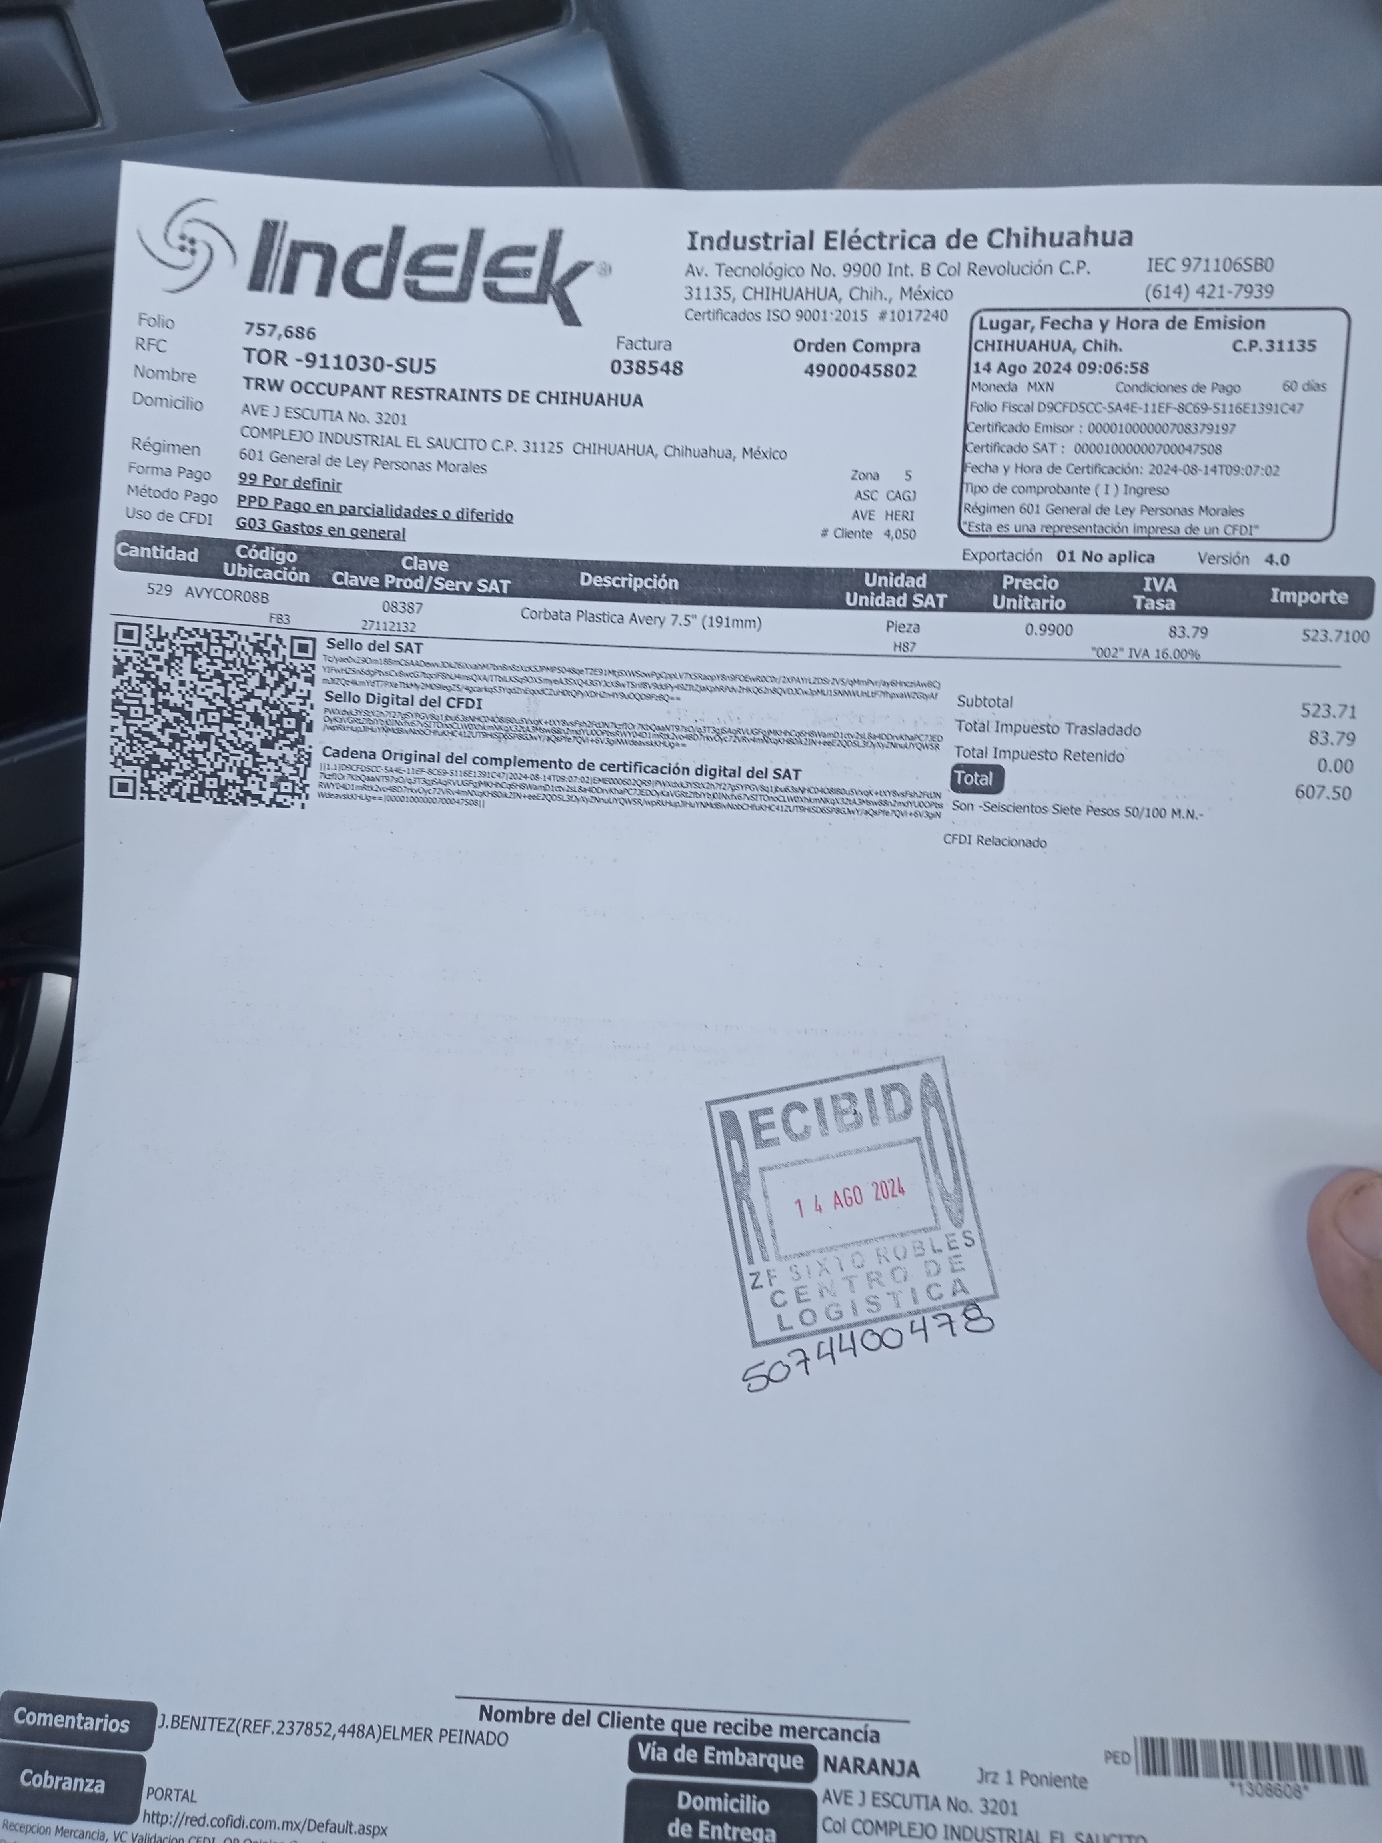 Indelek®
Industrial Eléctrica de Chihuahua
Av. Tecnológico No. 9900 Int. B Col Revolución C.P.
31135, CHIHUAHUA, Chih., México
Certificados ISO 9001:2015 #1017240
IEC 971106SB0
(614) 421-7939
Folio 757,686
RFC TOR -911030-SU5
Factura
038548
Orden Compra
4900045802
Nombre TRW OCCUPANT RESTRAINTS DE CHIHUAHUA
Domicilio AVE J ESCUTIA No. 3201
COMPLEJO INDUSTRIAL EL SAUCITO C.P. 31125 CHIHUAHUA, Chihuahua, México
Régimen 601 General de Ley Personas Morales
Forma Pago 99 Por definir
Método Pago PPD Pago en parcialidades o diferido
Uso de CFDI G03 Gastos en general
Zona 5
ASC CAGJ
AVE HERI
# Cliente 4,050
Lugar, Fecha y Hora de Emision
CHIHUAHUA, Chih. C.P.31135
14 Ago 2024 09:06:58
Moneda MXN Condiciones de Pago 60 días
Folio Fiscal D9CFD5CC-5A4E-11EF-8C69-5116E1391C47
Certificado Emisor : 00001000000708379197
Certificado SAT : 00001000000700047508
Fecha y Hora de Certificación: 2024-08-14T09:07:02
Tipo de comprobante ( I ) Ingreso
Régimen 601 General de Ley Personas Morales
"Esta es una representación impresa de un CFDI"
Exportación 01 No aplica Versión 4.0
Cantidad Código Ubicación Clave Clave Prod/Serv SAT Descripción Unidad Unidad SAT Precio Unitario IVA Tasa Importe
529 AVYCOR08B 08387 Corbata Plastica Avery 7.5" (191mm) Pieza 0.9900 83.79 523.7100
FB3 27112132 H87 "002" IVA 16.00%
Sello del SAT
Sello Digital del CFDI
Cadena Original del complemento de certificación digital del SAT
Subtotal 523.71
Total Impuesto Trasladado 83.79
Total Impuesto Retenido 0.00
Total 607.50
Son -Seiscientos Siete Pesos 50/100 M.N.-
CFDI Relacionado
RECIBIDO
14 AGO 2024
ZF SIXTO ROBLES
CENTRO DE
LOGISTICA
5074400478
Nombre del Cliente que recibe mercancía
Comentarios J.BENITEZ(REF.237852,448A)ELMER PEINADO
Vía de Embarque NARANJA Jrz 1 Poniente
PED
*1308608*
Cobranza PORTAL
http://red.cofidi.com.mx/Default.aspx
Domicilio de Entrega AVE J ESCUTIA No. 3201
Col COMPLEJO INDUSTRIAL EL SAUCITO
Recepcion Mercancia, VC Validacion CFDI,